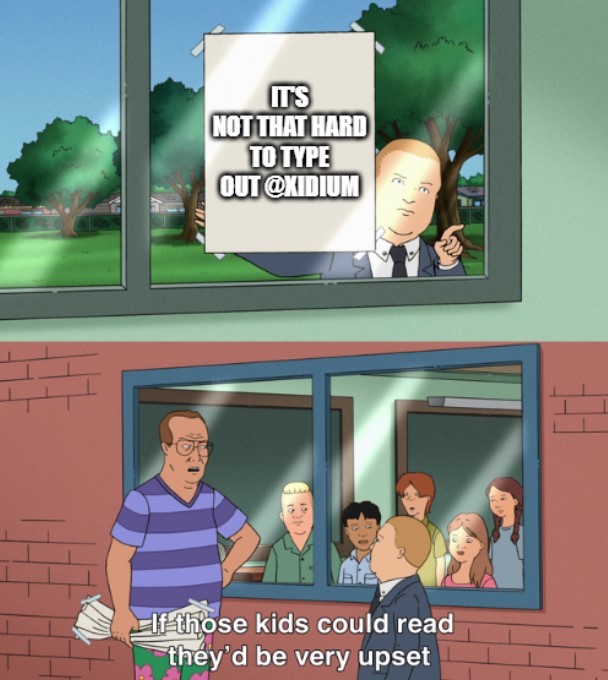 IT'S
NOT THAT HARD
TO TYPE
OUT @XIDIUM
If those kids could read
they'd be very upset